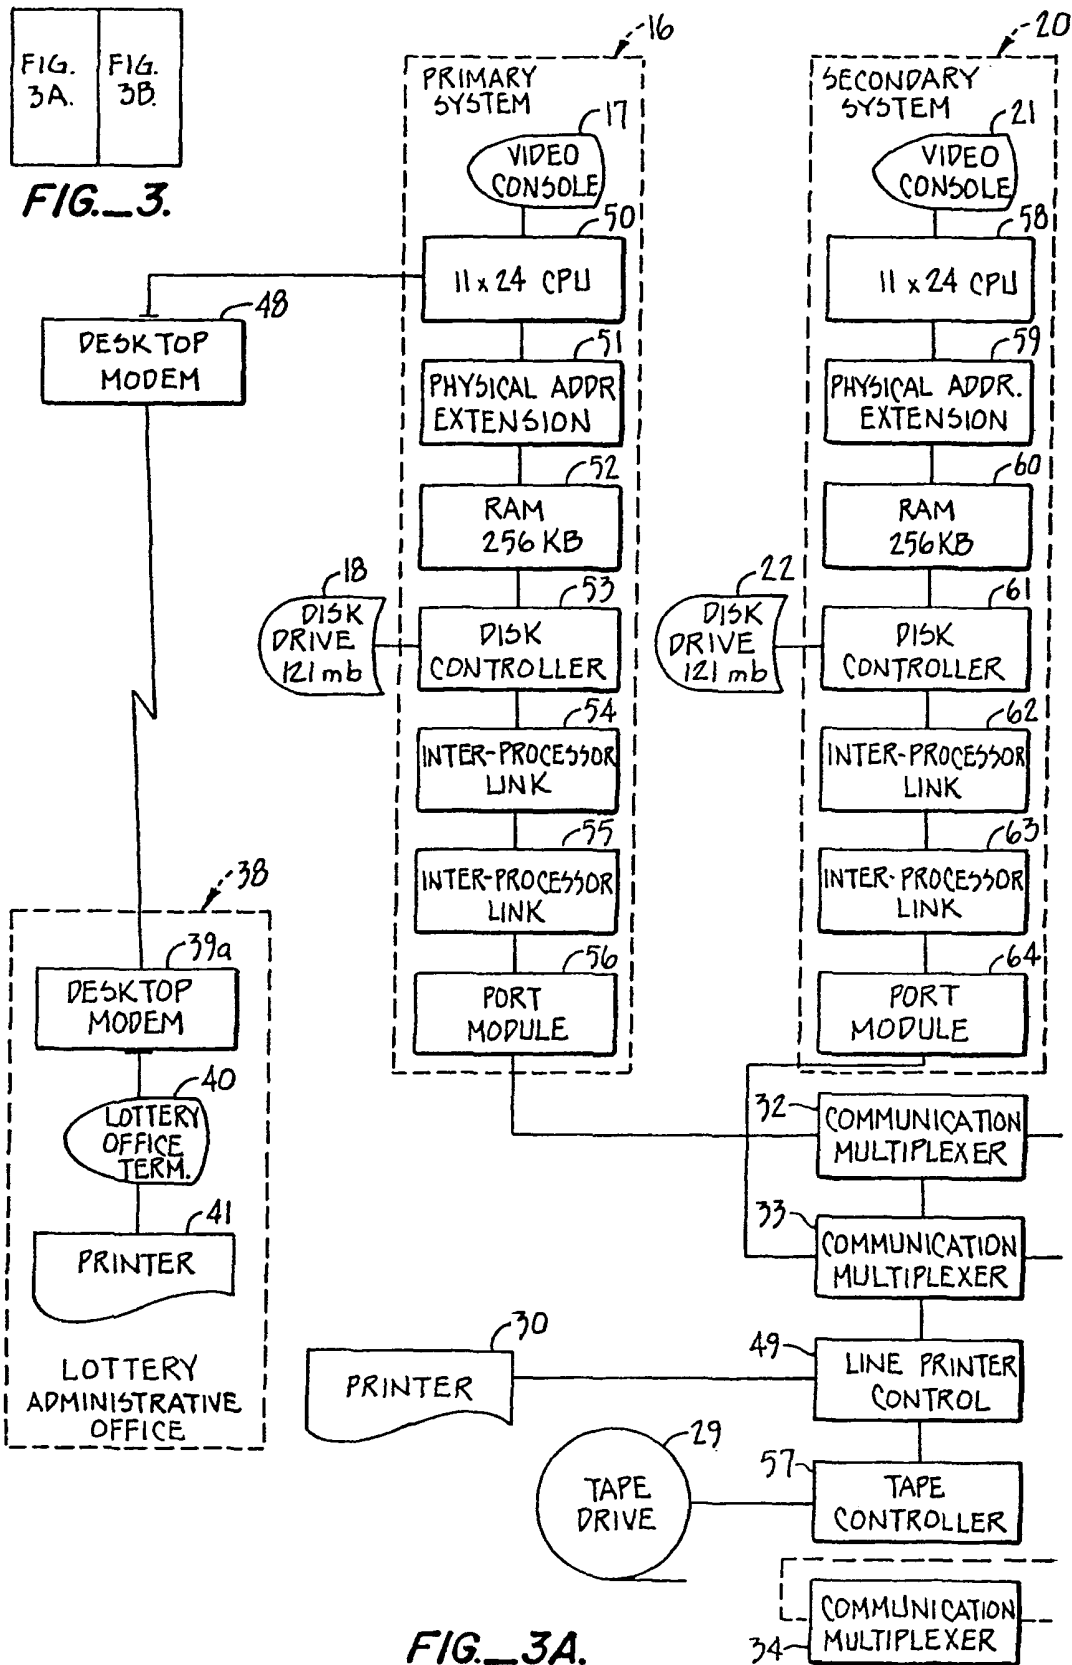 FIG. 3A.
FIG. 3B.
FIG._3.
16
PRIMARY SYSTEM
17
VIDEO CONSOLE
50
11 x 24 CPU
51
PHYSICAL ADDR. EXTENSION
52
RAM 256 KB
18
DISK DRIVE 121 mb
53
DISK CONTROLLER
54
INTER-PROCESSOR LINK
55
INTER-PROCESSOR LINK
56
PORT MODULE
20
SECONDARY SYSTEM
21
VIDEO CONSOLE
58
11 x 24 CPU
59
PHYSICAL ADDR. EXTENSION
60
RAM 256 KB
22
DISK DRIVE 121 mb
61
DISK CONTROLLER
62
INTER-PROCESSOR LINK
63
INTER-PROCESSOR LINK
64
PORT MODULE
48
DESKTOP MODEM
38
39a
DESKTOP MODEM
40
LOTTERY OFFICE TERM.
41
PRINTER
LOTTERY
ADMINISTRATIVE
OFFICE
32
COMMUNICATION MULTIPLEXER
33
COMMUNICATION MULTIPLEXER
30
PRINTER
49
LINE PRINTER CONTROL
29
TAPE DRIVE
57
TAPE CONTROLLER
COMMUNICATION MULTIPLEXER
34
FIG._3A.